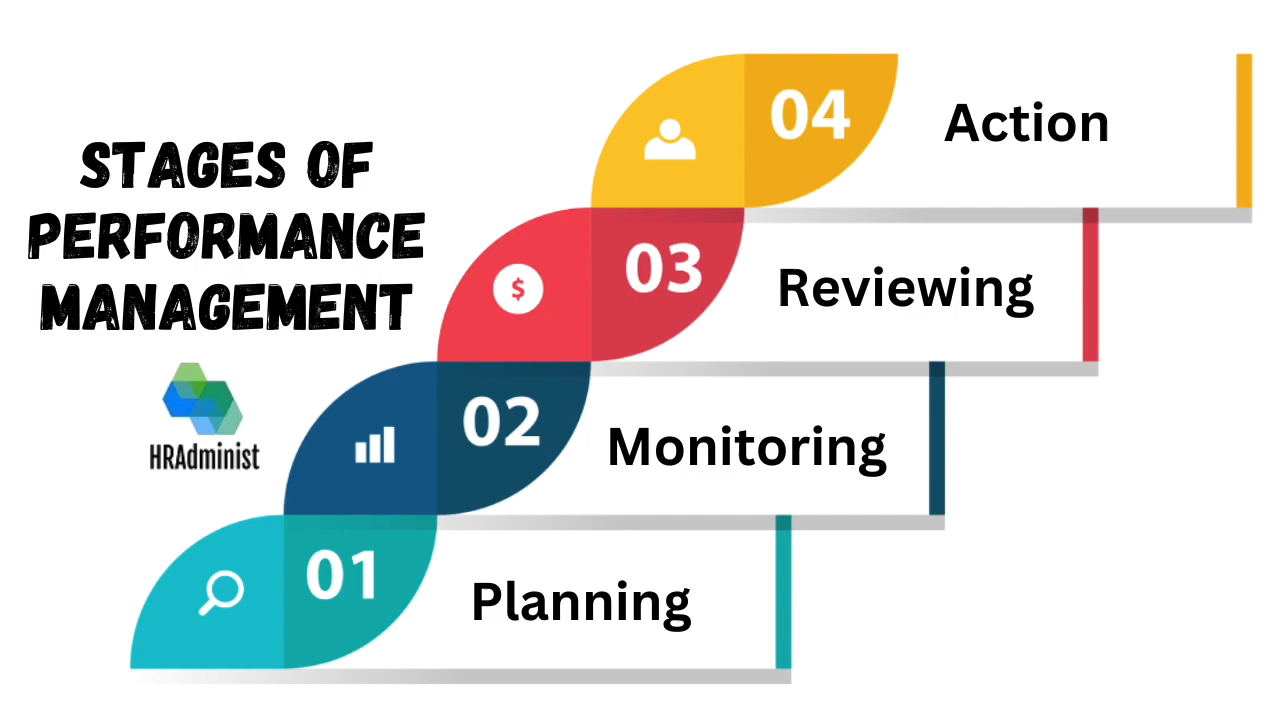 STAGES OF
PERFORMANCE
MANAGEMENT
HRAdminist
04
Action
$
03
Reviewing
02
Monitoring
01
Planning